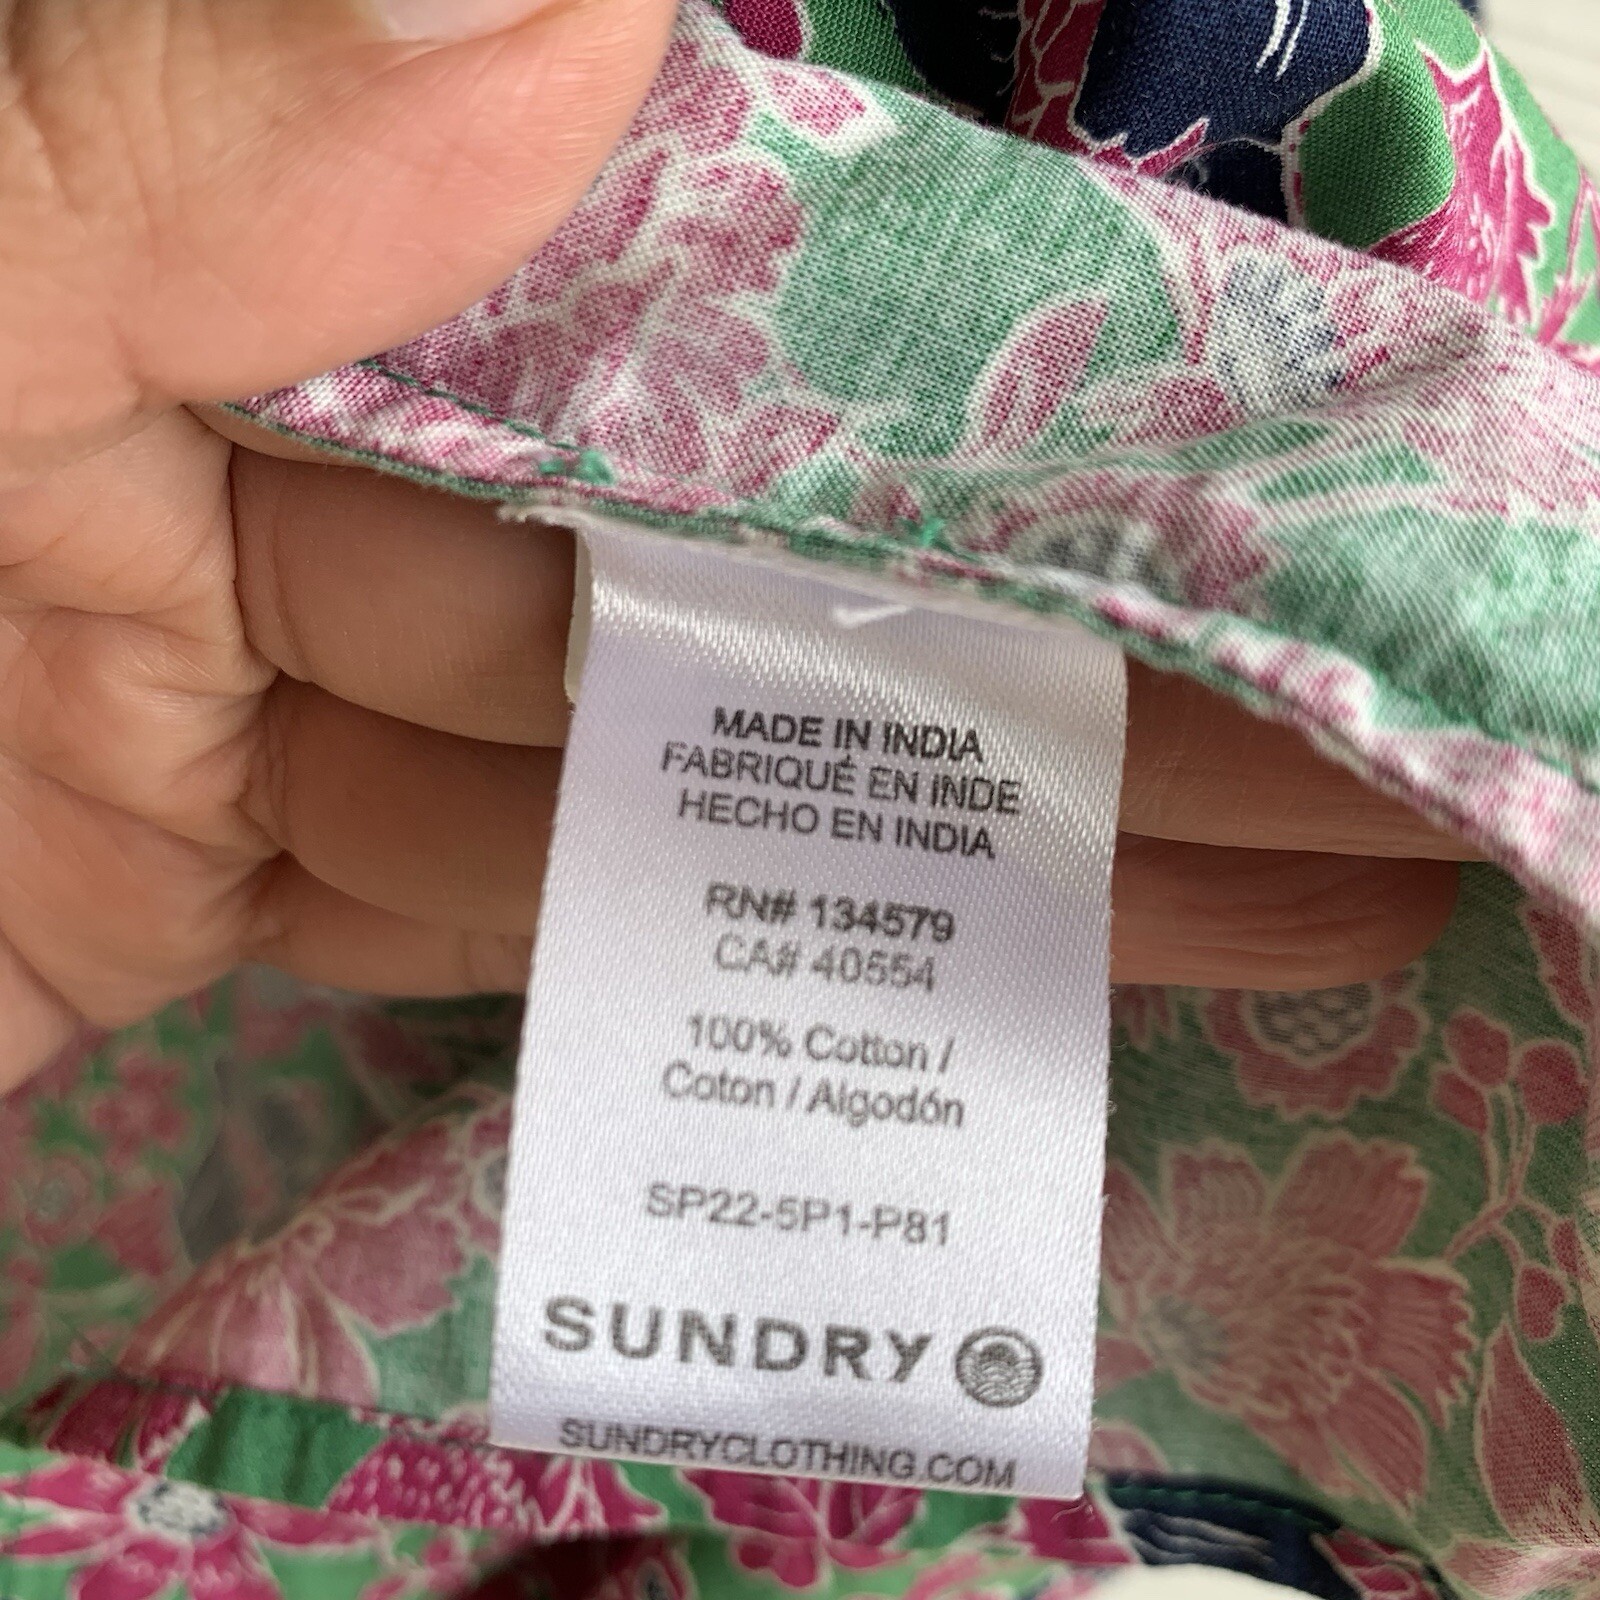 MADE IN INDIA
FABRIQUÉ EN INDE
HECHO EN INDIA
RN# 134579
CA# 40554
100% Cotton /
Coton / Algodón
SP22-5P1-P81
SUNDRY
SUNDRYCLOTHING.COM